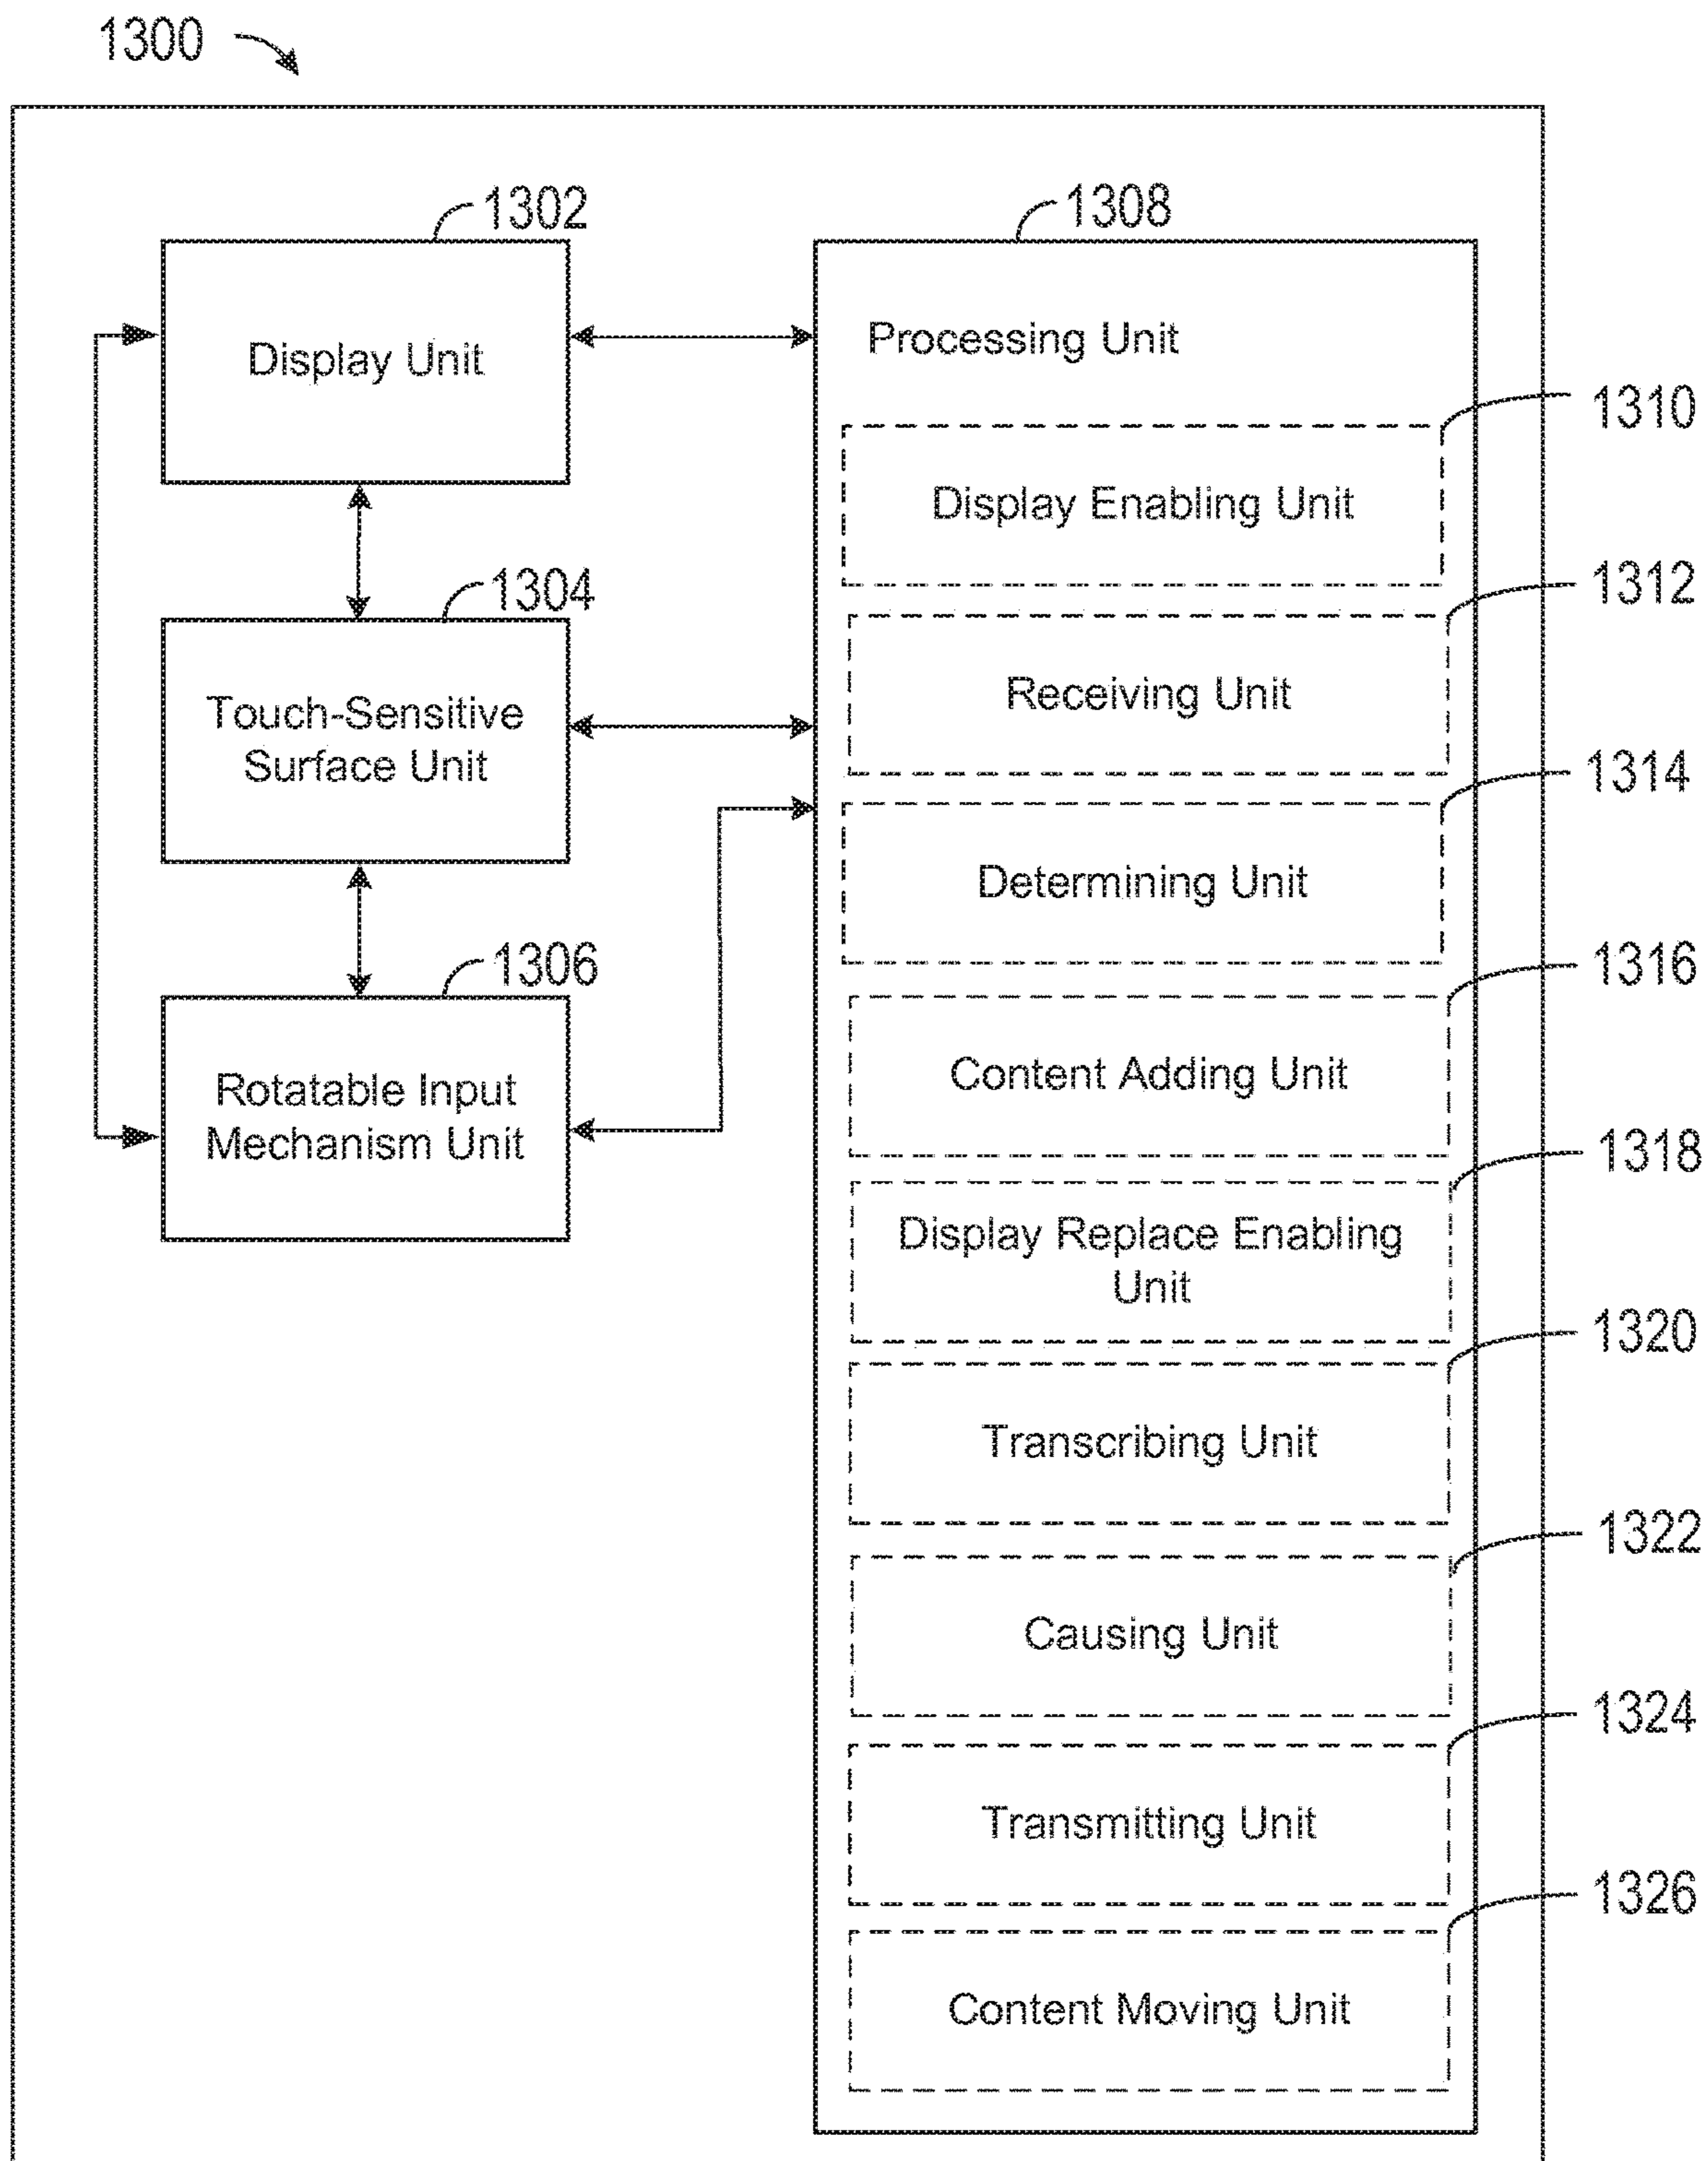 1300
1302
Display Unit
1304
Touch-Sensitive
Surface Unit
1306
Rotatable Input
Mechanism Unit
1308
Processing Unit
1310
Display Enabling Unit
1312
Receiving Unit
1314
Determining Unit
1316
Content Adding Unit
1318
Display Replace Enabling
Unit
1320
Transcribing Unit
1322
Causing Unit
1324
Transmitting Unit
1326
Content Moving Unit